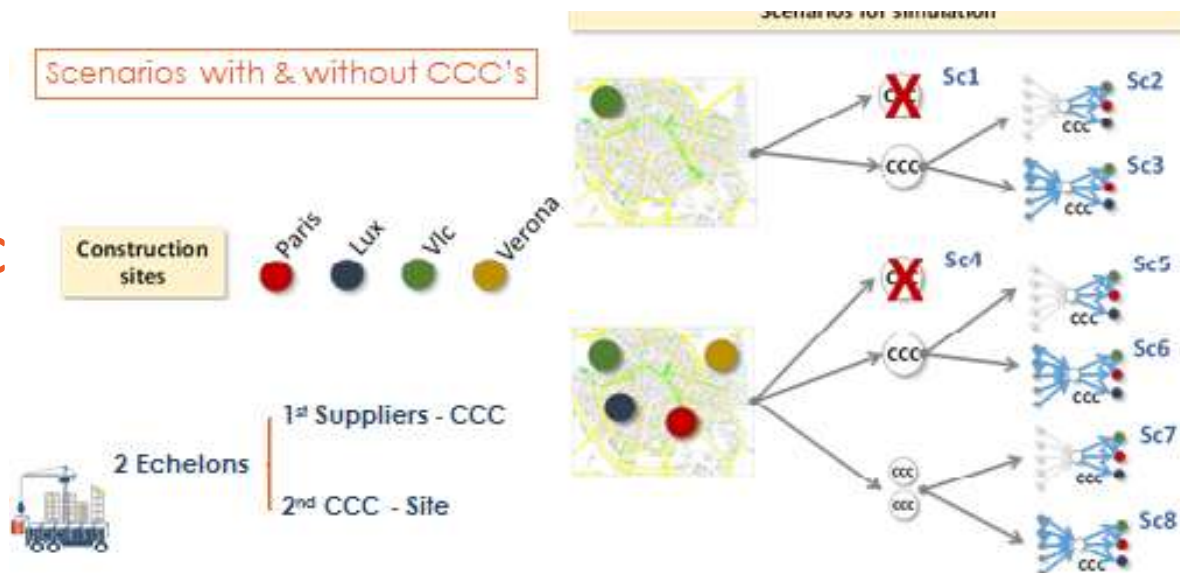 Scenarios for simulation
Scenarios with & without CCC's
Construction
sites
Paris
Lux
Vlc
Verona
2 Echelons
1st Suppliers - CCC
2nd CCC - Site
Sc1
CCC
Sc2
CCC
CCC
Sc3
CCC
Sc4
CCC
Sc5
CCC
CCC
Sc6
CCC
Sc7
CCC
CCC
CCC
Sc8
CCC